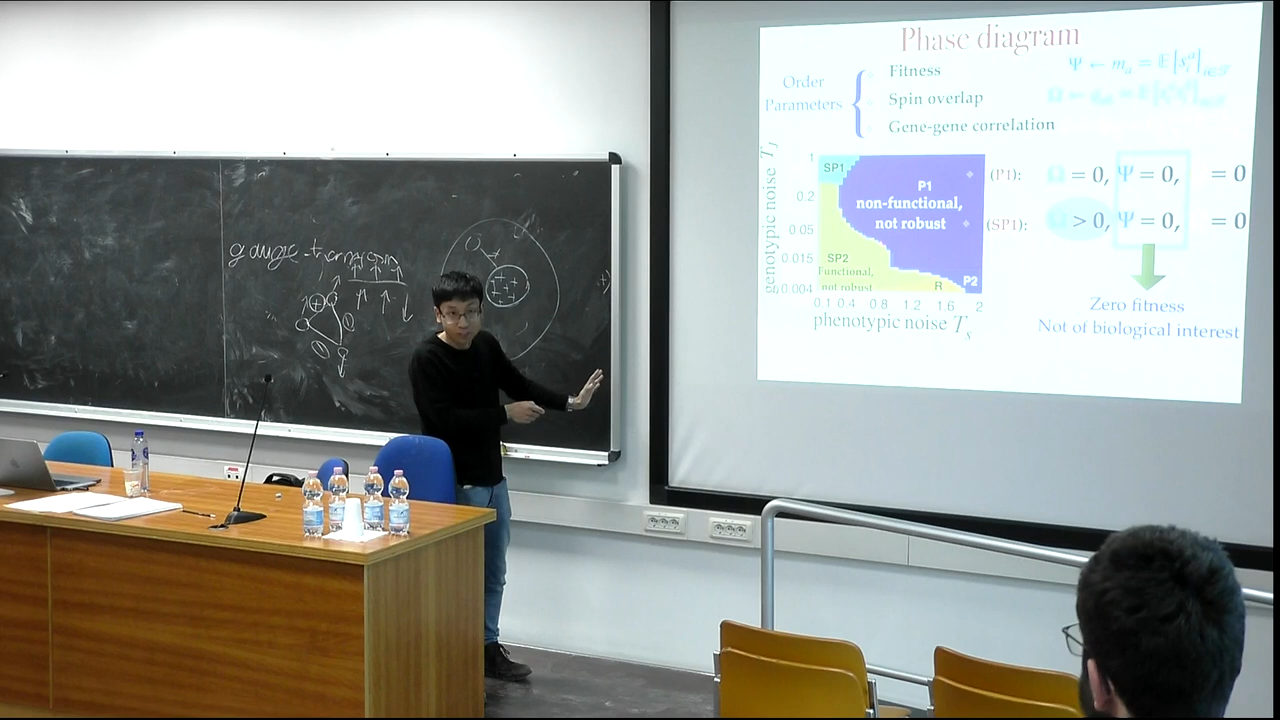 Phase diagram
Order
Parameters
Fitness
Spin overlap
Gene-gene correlation
Ψ ← m
genotypic noise T_J
1
0.2
0.05
0.015
0.004
SP1
P1
non-functional,
not robust
SP2
Functional,
not robust
R
P2
0.1 0.4 0.8 1.2 1.6 2
phenotypic noise T_s
(P1): = 0, Ψ = 0, = 0
(SP1): > 0, Ψ = 0, = 0
Zero fitness
Not of biological interest
gauge